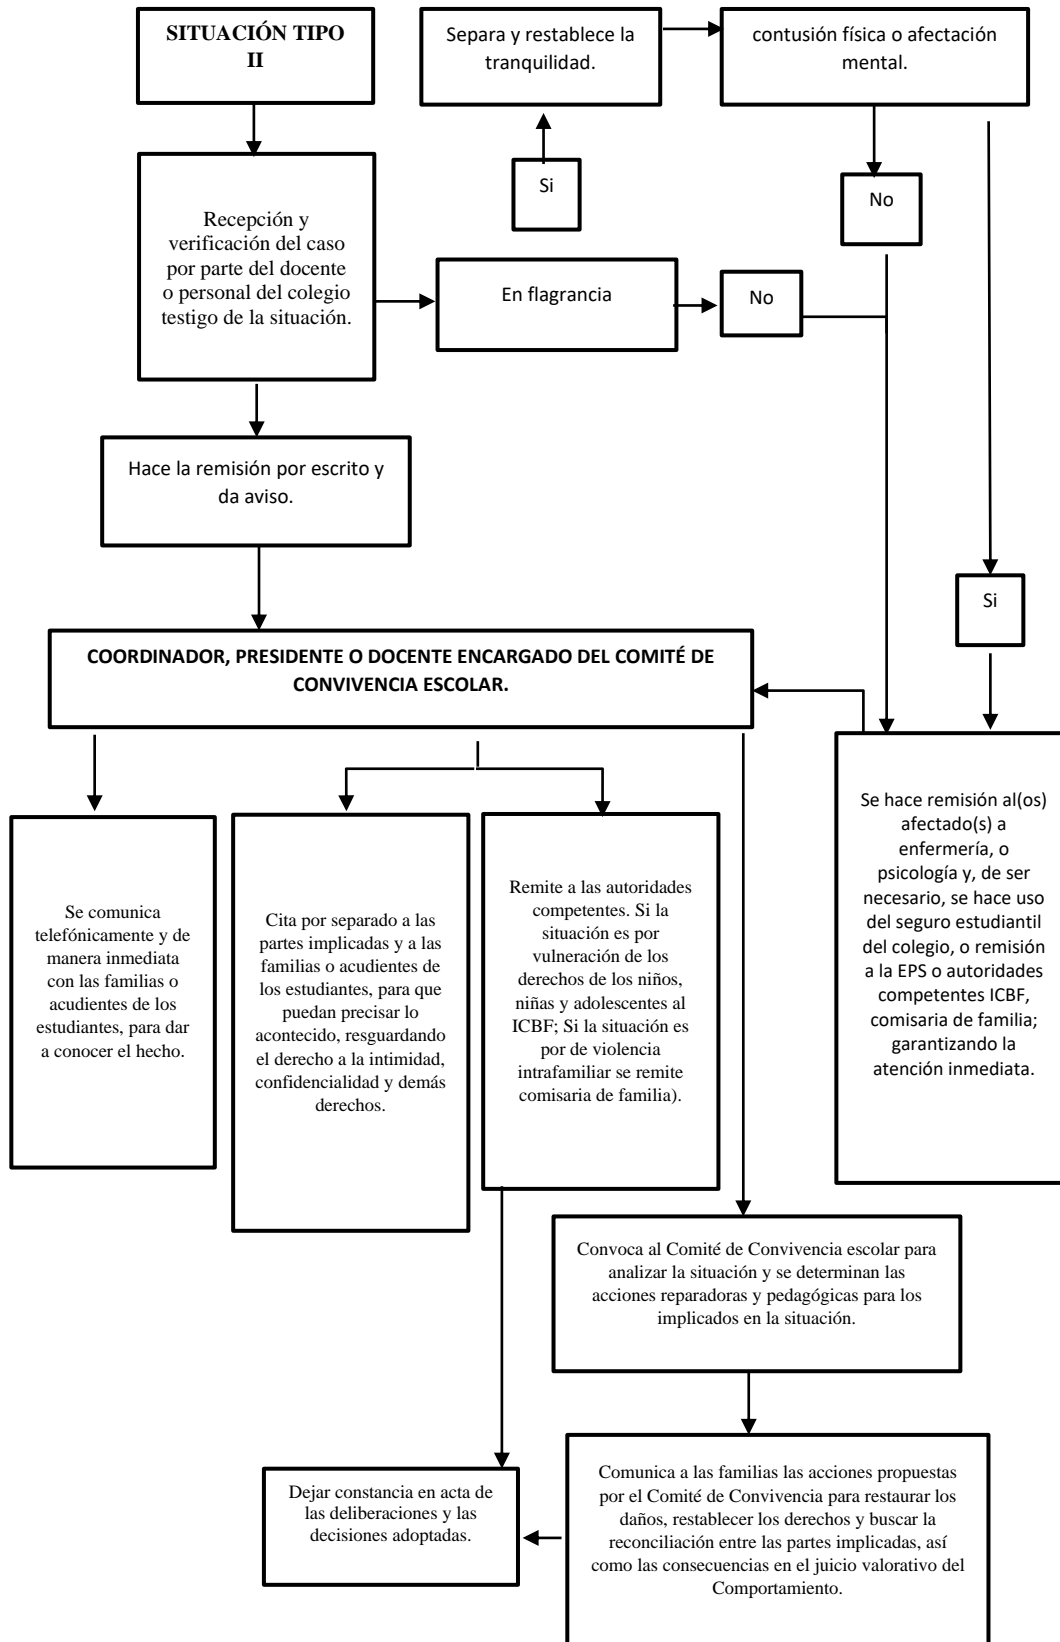 SITUACIÓN TIPO
II
Separa y restablece la
tranquilidad.
contusión física o afectación
mental.
Si
No
Recepción y
verificación del caso
por parte del docente
o personal del colegio
testigo de la situación.
En flagrancia
No
Hace la remisión por escrito y
da aviso.
Si
COORDINADOR, PRESIDENTE O DOCENTE ENCARGADO DEL COMITÉ DE
CONVIVENCIA ESCOLAR.
Se comunica
telefónicamente y de
manera inmediata
con las familias o
acudientes de los
estudiantes, para dar
a conocer el hecho.
Cita por separado a las
partes implicadas y a las
familias o acudientes de
los estudiantes, para que
puedan precisar lo
acontecido, resguardando
el derecho a la intimidad,
confidencialidad y demás
derechos.
Remite a las autoridades
competentes. Si la
situación es por
vulneración de los
derechos de los niños,
niñas y adolescentes al
ICBF; Si la situación es
por de violencia
intrafamiliar se remite
comisaria de familia).
Se hace remisión al(os)
afectado(s) a
enfermería, o
psicología y, de ser
necesario, se hace uso
del seguro estudiantil
del colegio, o remisión
a la EPS o autoridades
competentes ICBF,
comisaria de familia;
garantizando la
atención inmediata.
Convoca al Comité de Convivencia escolar para
analizar la situación y se determinan las
acciones reparadoras y pedagógicas para los
implicados en la situación.
Dejar constancia en acta de
las deliberaciones y las
decisiones adoptadas.
Comunica a las familias las acciones propuestas
por el Comité de Convivencia para restaurar los
daños, restablecer los derechos y buscar la
reconciliación entre las partes implicadas, así
como las consecuencias en el juicio valorativo del
Comportamiento.